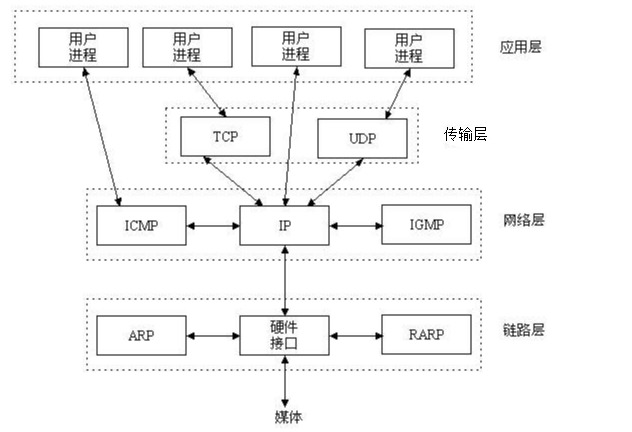 用户
进程
用户
进程
用户
进程
用户
进程
应用层
TCP
UDP
传输层
ICMP
IP
IGMP
网络层
ARP
硬件
接口
RARP
链路层
媒体